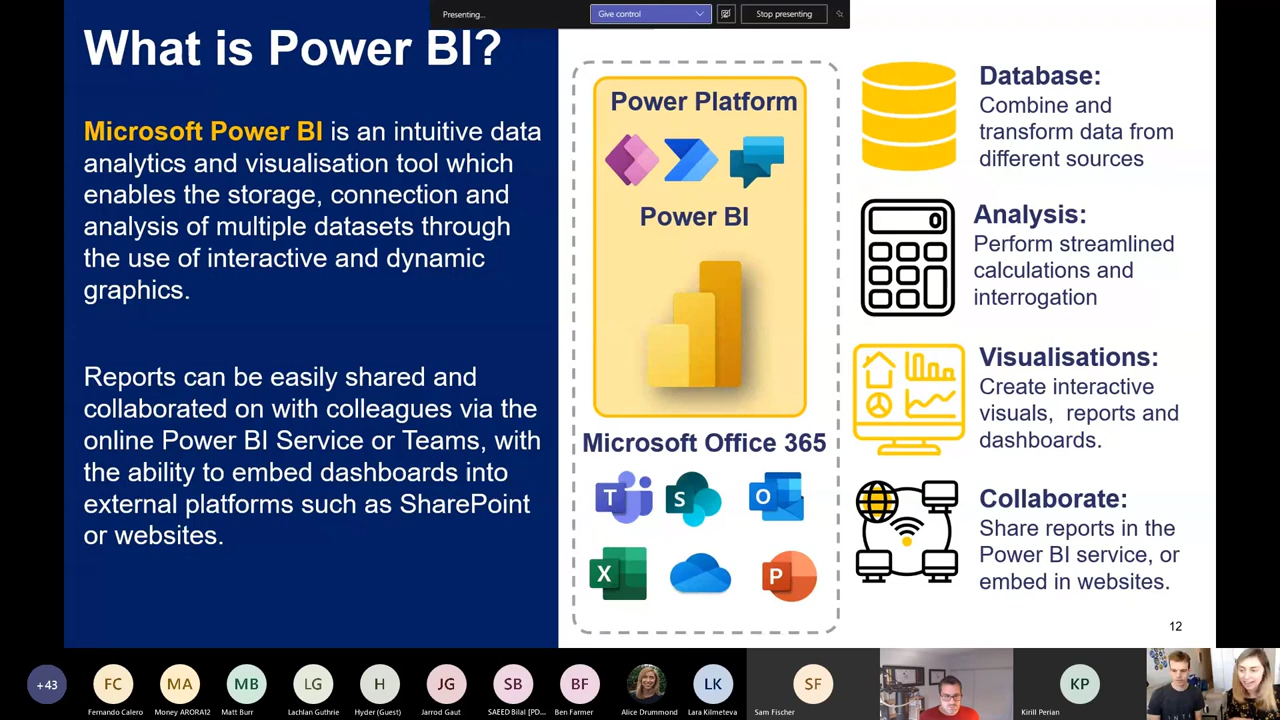 Presenting...
Give control
Stop presenting
What is Power BI?
Microsoft Power BI is an intuitive data
analytics and visualisation tool which
enables the storage, connection and
analysis of multiple datasets through
the use of interactive and dynamic
graphics.
Reports can be easily shared and
collaborated on with colleagues via the
online Power BI Service or Teams, with
the ability to embed dashboards into
external platforms such as SharePoint
or websites.
Power Platform
Power BI
Microsoft Office 365
T
S
O
X
P
Database:
Combine and
transform data from
different sources
0
Analysis:
Perform streamlined
calculations and
interrogation
Visualisations:
Create interactive
visuals, reports and
dashboards.
Collaborate:
Share reports in the
Power BI service, or
embed in websites.
12
+43
FC
MA
MB
LG
H
JG
SB
BF
LK
SF
KP
Fernando Calero
Money ARORA12
Matt Burr
Lachlan Guthrie
Hyder (Guest)
Jarrod Gaut
SAEED Bilal [PD...
Ben Farmer
Alice Drummond
Lara Kilmeteva
Sam Fischer
Kirill Perian